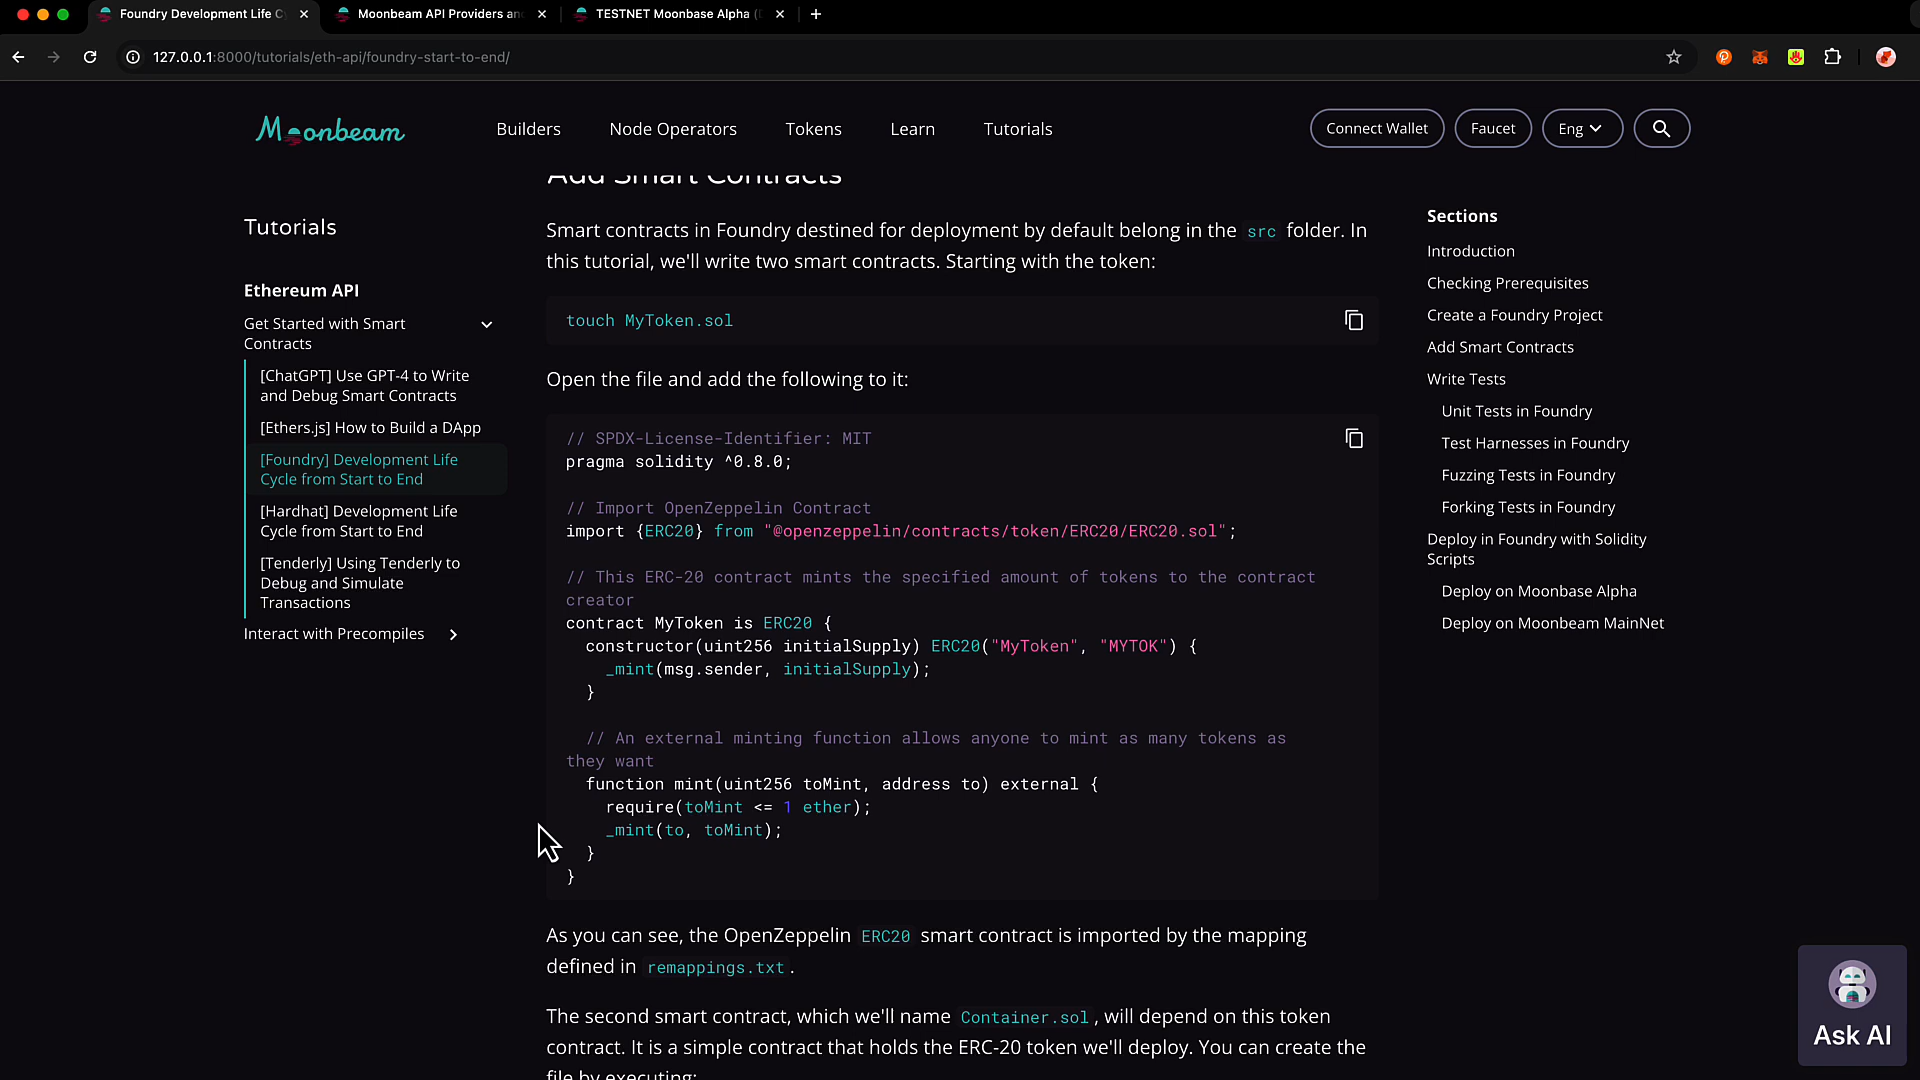 Foundry Development Life C
Moonbeam API Providers an
TESTNET Moonbase Alpha (
127.0.0.1:8000/tutorials/eth-api/foundry-start-to-end/
Moonbeam
Builders
Node Operators
Tokens
Learn
Tutorials
Connect Wallet
Faucet
Eng
Tutorials
Ethereum API
Get Started with Smart
Contracts
[ChatGPT] Use GPT-4 to Write
and Debug Smart Contracts
[Ethers.js] How to Build a DApp
[Foundry] Development Life
Cycle from Start to End
[Hardhat] Development Life
Cycle from Start to End
[Tenderly] Using Tenderly to
Debug and Simulate
Transactions
Interact with Precompiles
Add Smart Contracts
Smart contracts in Foundry destined for deployment by default belong in the src folder. In
this tutorial, we'll write two smart contracts. Starting with the token:
touch MyToken.sol
Open the file and add the following to it:
// SPDX-License-Identifier: MIT
pragma solidity ^0.8.0;
// Import OpenZeppelin Contract
import {ERC20} from "@openzeppelin/contracts/token/ERC20/ERC20.sol";
// This ERC-20 contract mints the specified amount of tokens to the contract
creator
contract MyToken is ERC20 {
constructor(uint256 initialSupply) ERC20("MyToken", "MYTOK") {
_mint(msg.sender, initialSupply);
}
// An external minting function allows anyone to mint as many tokens as
they want
function mint(uint256 toMint, address to) external {
require(toMint <= 1 ether);
_mint(to, toMint);
}
}
As you can see, the OpenZeppelin ERC20 smart contract is imported by the mapping
defined in remappings.txt.
The second smart contract, which we'll name Container.sol, will depend on this token
contract. It is a simple contract that holds the ERC-20 token we'll deploy. You can create the
file by executing:
Sections
Introduction
Checking Prerequisites
Create a Foundry Project
Add Smart Contracts
Write Tests
Unit Tests in Foundry
Test Harnesses in Foundry
Fuzzing Tests in Foundry
Forking Tests in Foundry
Deploy in Foundry with Solidity
Scripts
Deploy on Moonbase Alpha
Deploy on Moonbeam MainNet
Ask AI